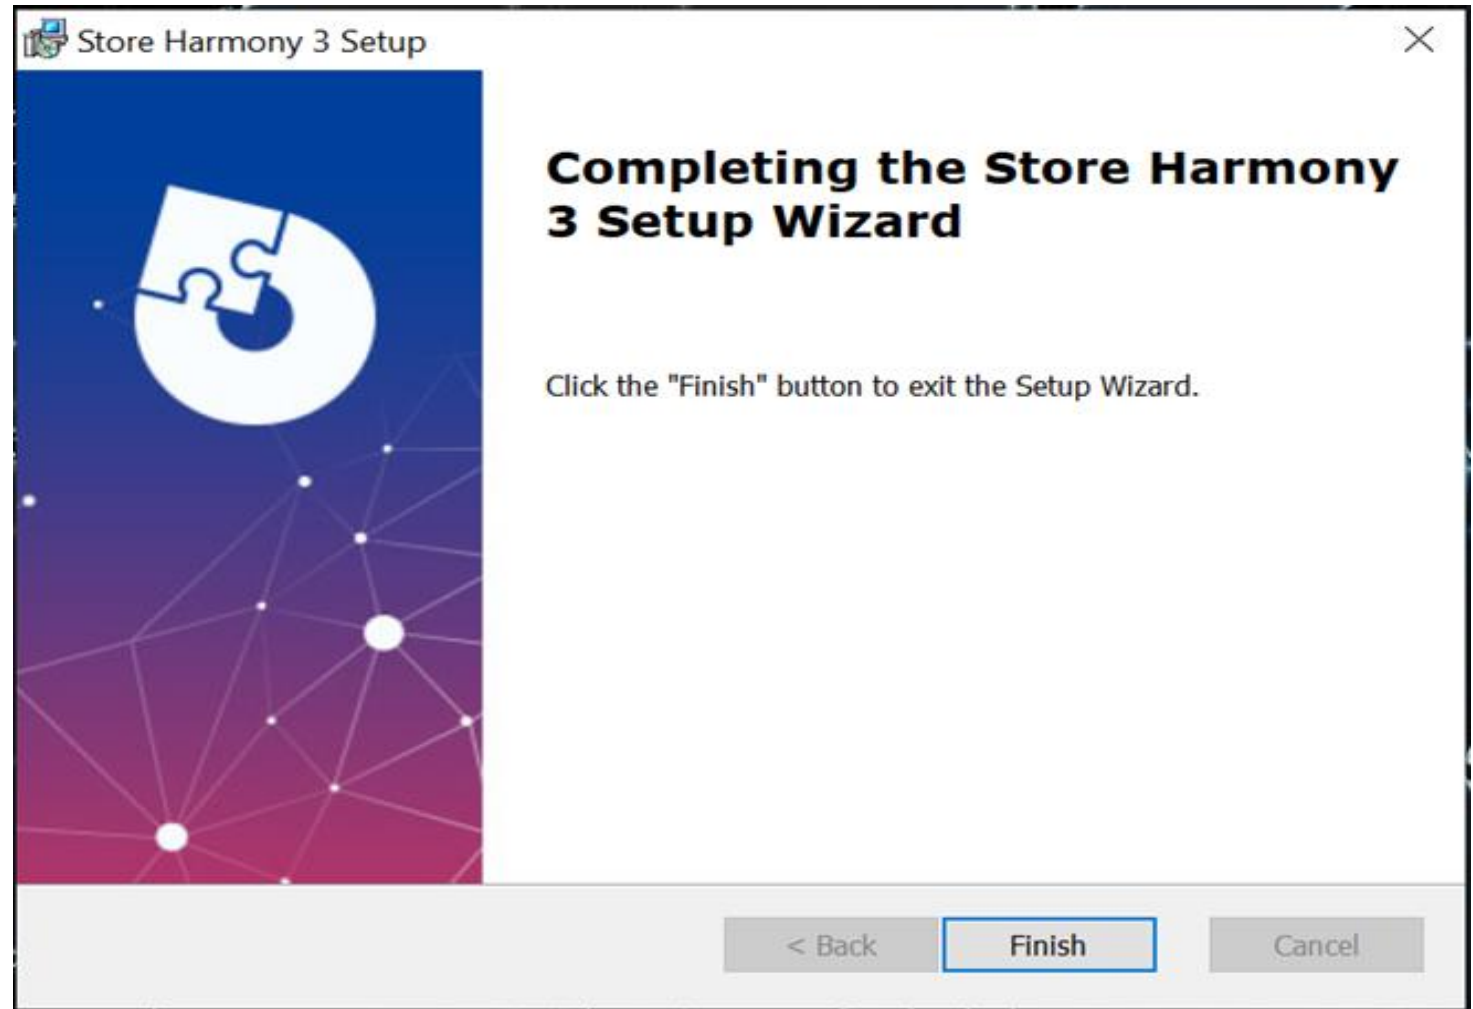 Store Harmony 3 Setup
Completing the Store Harmony
3 Setup Wizard
Click the "Finish" button to exit the Setup Wizard.
< Back
Finish
Cancel